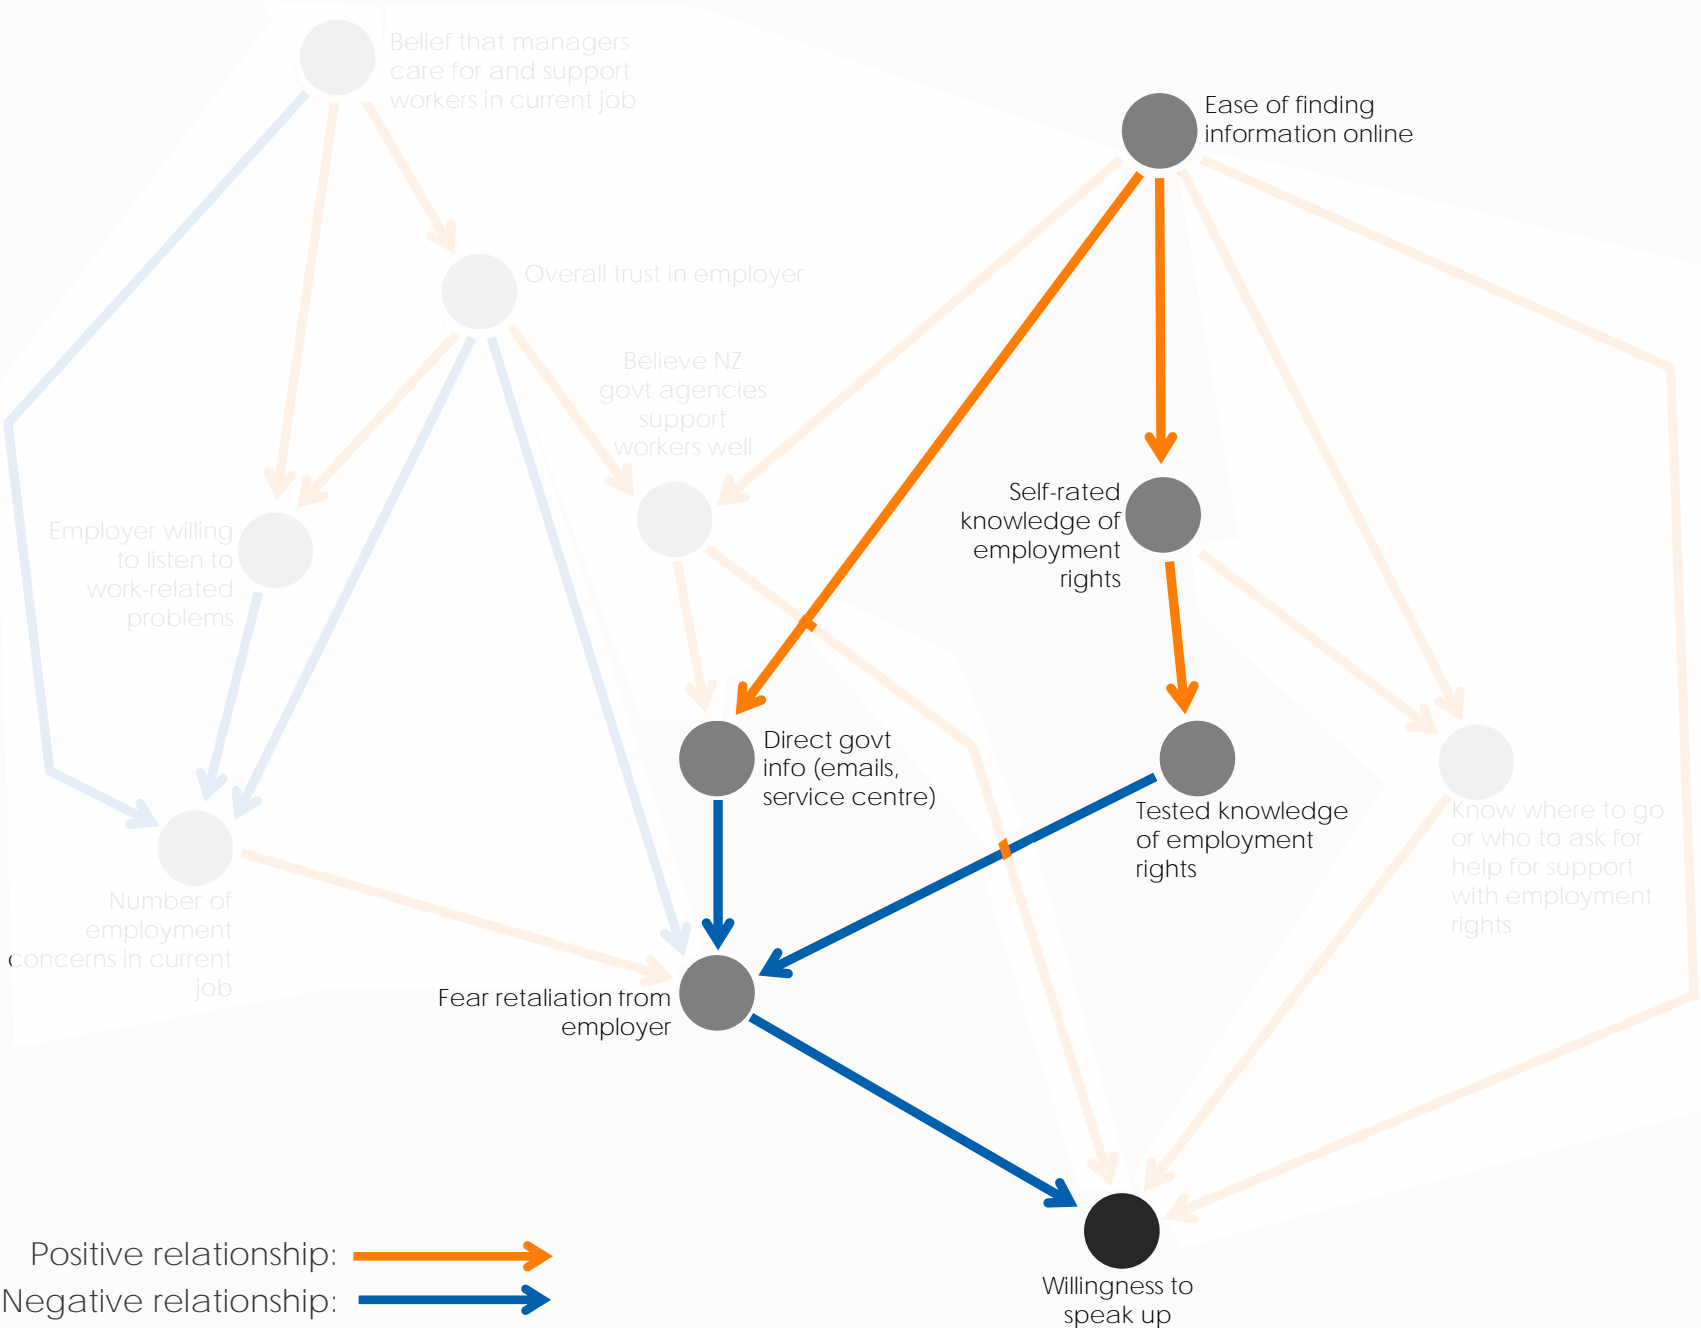 Belief that managers
care for and support
workers in current job
Ease of finding
information online
Overall trust in employer
Believe NZ
govt agencies
support
workers well
Self-rated
knowledge of
employment
rights
Employer willing
to listen to
work-related
problems
Direct govt
info (emails,
service centre)
Tested knowledge
of employment
rights
Know where to go
or who to ask for
help for support
with employment
rights
Number of
employment
concerns in current
job
Fear retaliation from
employer
Willingness to
speak up
Positive relationship:
Negative relationship: